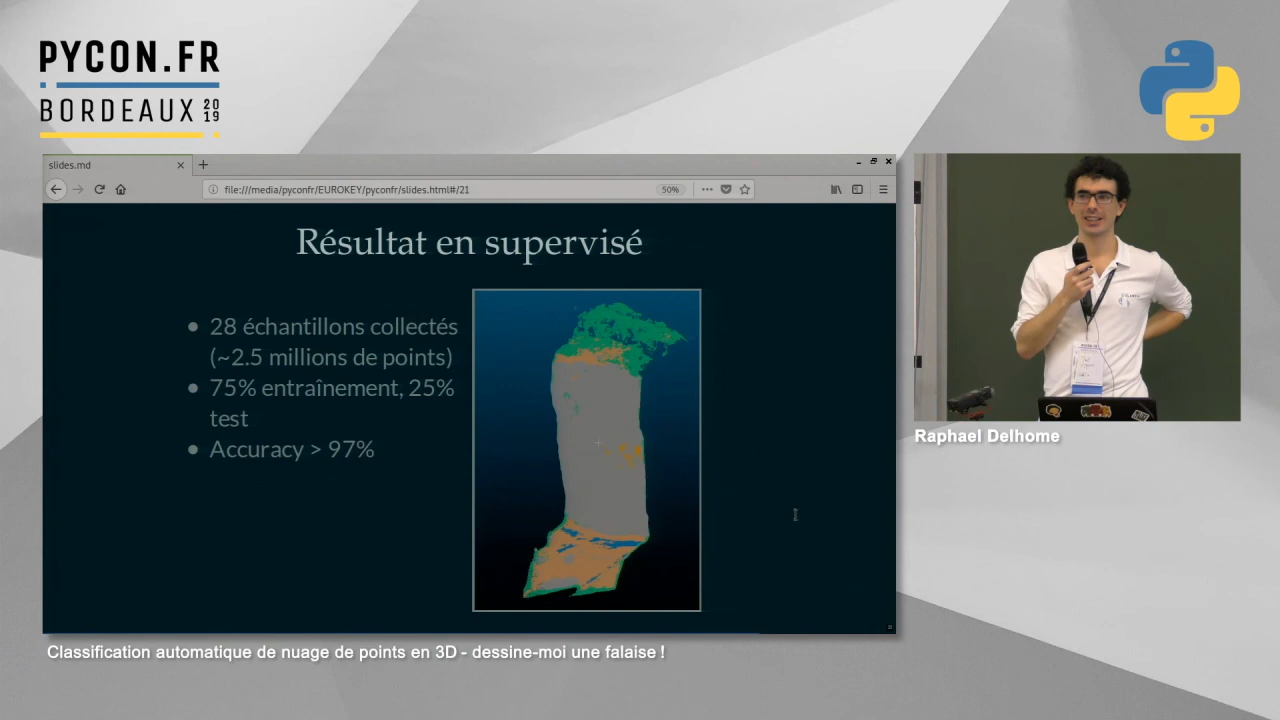 PYCON.FR
BORDEAUX 2019
slides.md
file:///media/pyconfr/EUROKEY/pyconfr/slides.html#/21
50%
Résultat en supervisé
28 échantillons collectés
(~2.5 millions de points)
75% entraînement, 25%
test
Accuracy > 97%
Raphael Delhome
Classification automatique de nuage de points en 3D - dessine-moi une falaise !